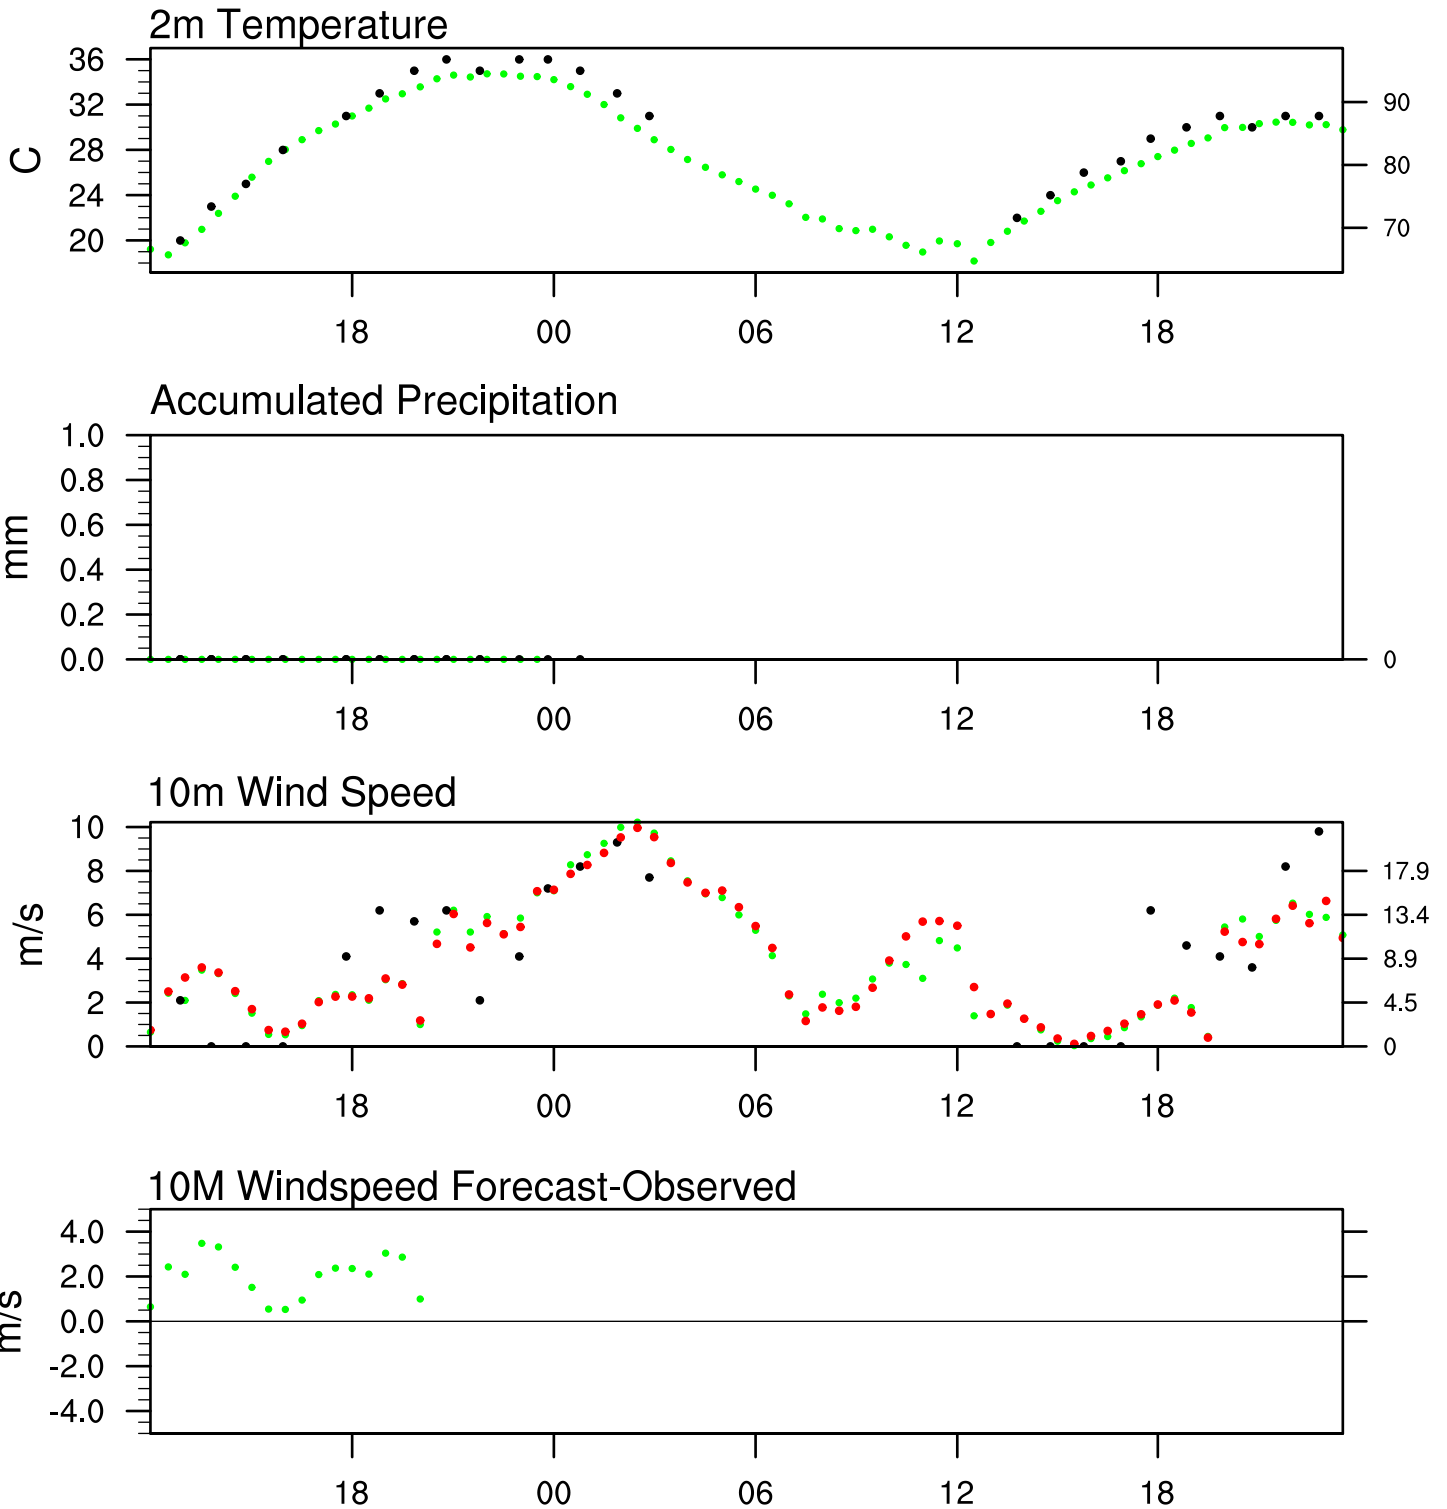 2m Temperature
36
32
28
24
20
C
90
80
70
18 00 06 12 18
Accumulated Precipitation
1.0
0.8
0.6
0.4
0.2
0.0
mm
0
18 00 06 12 18
10m Wind Speed
10
8
6
4
2
0
m/s
17.9
13.4
8.9
4.5
0
18 00 06 12 18
10M Windspeed Forecast-Observed
4.0
2.0
0.0
-2.0
-4.0
m/s
18 00 06 12 18